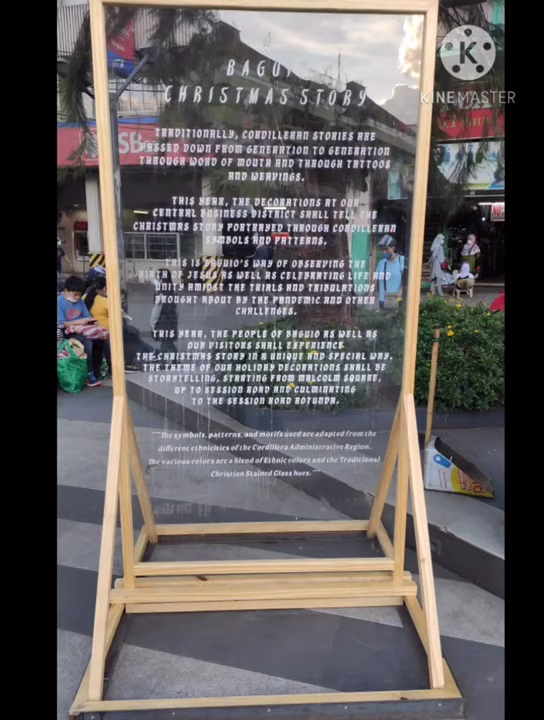 K
KINEMASTER
BAGUIO
CHRISTMAS STORY
TRADITIONALLY, CORDILLERAN STORIES ARE
PASSED DOWN FROM GENERATION TO GENERATION
THROUGH WORD OF MOUTH AND THROUGH TATTOOS
AND WEAVINGS.
THIS YEAR, THE DECORATIONS AT OUR
CENTRAL BUSINESS DISTRICT SHALL TELL THE
CHRISTMAS STORY PORTRAYED THROUGH CORDILLERAN
SYMBOLS AND PATTERNS.
THIS IS BAGUIO'S WAY OF OBSERVING THE
BIRTH OF JESUS AS WELL AS CELEBRATING LIFE AND
UNITY AMIDST THE TRIALS AND TRIBULATIONS
BROUGHT ABOUT BY THE PANDEMIC AND OTHER
CHALLENGES.
THIS YEAR, THE PEOPLE OF BAGUIO AS WELL AS
OUR VISITORS SHALL EXPERIENCE
THE CHRISTMAS STORY IN A UNIQUE AND SPECIAL WAY.
THE THEME OF OUR HOLIDAY DECORATIONS SHALL BE
STORYTELLING, STARTING FROM MALCOLM SQUARE,
UP TO SESSION ROAD AND CULMINATING
TO THE SESSION ROAD ROTUNDA.
***The symbols, patterns, and motifs used are adapted from the
different ethnicities of the Cordillera Administrative Region.
The various colors are a blend of Ethnic colors and the Traditional
Christian Stained Glass hues.***